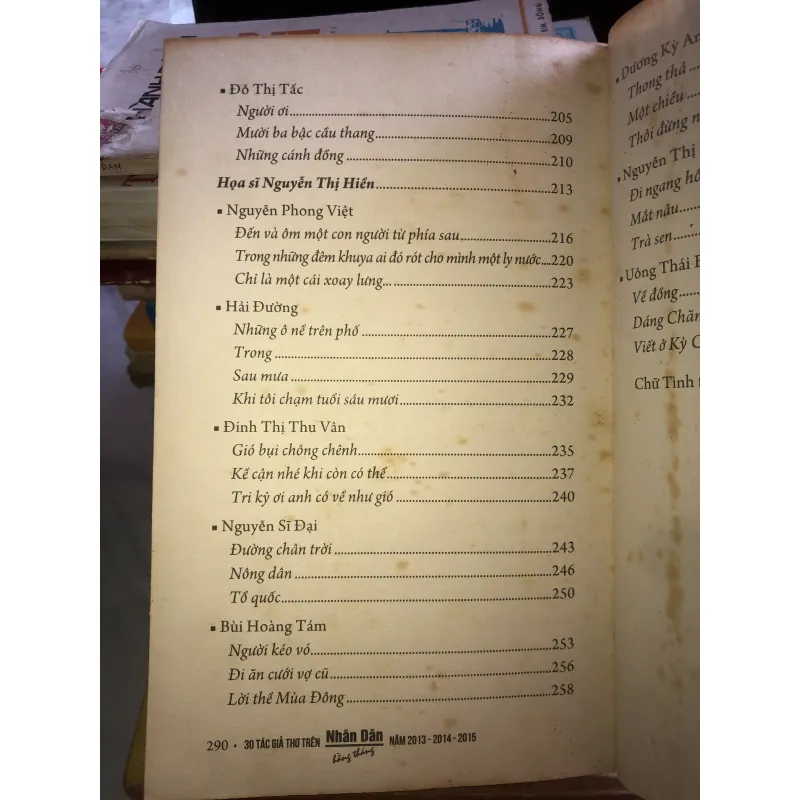 ▪ Đỗ Thị Tấc
Người ơi........205
Mười ba bậc cầu thang........209
Những cánh đồng........210
Họa sĩ Nguyễn Thị Hiền........213
▪ Nguyễn Phong Việt
Đến và ôm một con người từ phía sau........216
Trong những đêm khuya ai đó rót cho mình một ly nước....220
Chỉ là một cái xoay lưng........223
▪ Hải Đường
Những ô nề trên phố........227
Trong........228
Sau mưa........229
Khi tôi chạm tuổi sáu mươi........232
▪ Đinh Thị Thu Vân
Gió bụi chông chênh........235
Kề cận nhé khi còn có thể........237
Tri kỷ ơi anh có về như gió........240
▪ Nguyễn Sĩ Đại
Đường chân trời........243
Nông dân........246
Tổ quốc........250
▪ Bùi Hoàng Tám
Người kéo vó........253
Đi ăn cưới vợ cũ........256
Lời thề Mùa Đông........258
290 • 30 TÁC GIẢ THƠ TRÊN Nhân Dân hằng tháng NĂM 2013 - 2014 - 2015
▪ Dương Kỳ
Thong thả
Một chiều
Thôi đừng
▪ Nguyễn Thị
Đi ngang
Mắt nâu
Trà sen
▪ Uông Thái
Về đồng
Dáng
Viết ở Kỳ
Chữ Tình